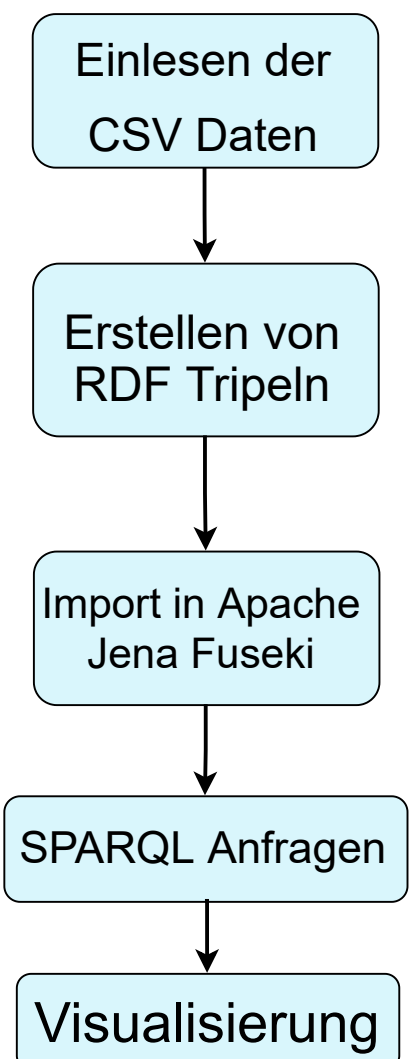 Einlesen der
CSV Daten
Erstellen von
RDF Tripeln
Import in Apache
Jena Fuseki
SPARQL Anfragen
Visualisierung